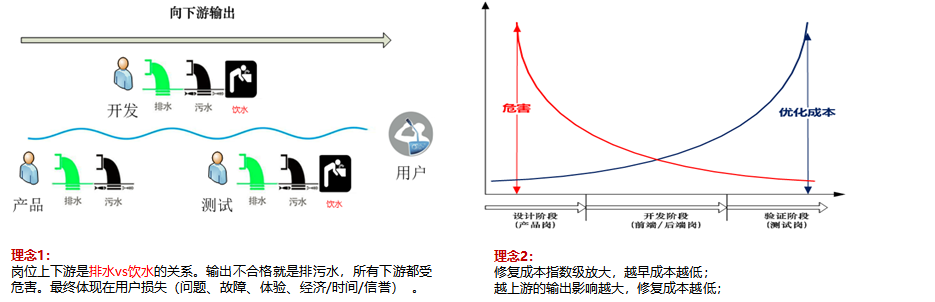 向下游输出
开发
排水
污水
饮水
用户
产品
排水
污水
测试
排水
污水
饮水
理念1：
岗位上下游是排水vs饮水的关系。输出不合格就是排污水，所有下游都受
危害。最终体现在用户损失（问题、故障、体验、经济/时间/信誉）  。
危害
优化成本
设计阶段
(产品岗)
开发阶段
(前端/后端岗)
验证阶段
(测试岗)
理念2：
修复成本指数级放大，越早成本越低；
越上游的输出影响越大，修复成本越低；